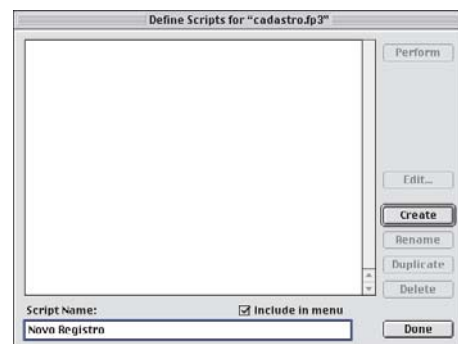 Define Scripts for “cadastro.fp3”
Perform
Edit...
Create
Rename
Duplicate
Delete
Script Name:
Include in menu
Novo Registro
Done